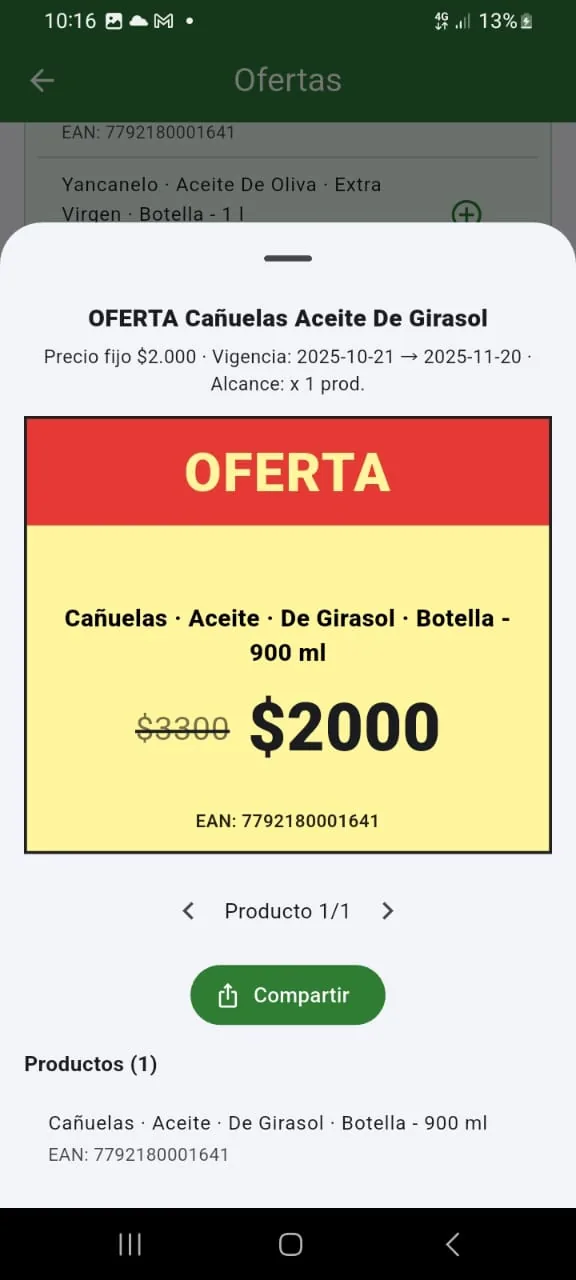 10:16
4G
13%
Ofertas
EAN: 7792180001641
Yancanelo · Aceite De Oliva · Extra
Virgen · Botella - 1 l
OFERTA Cañuelas Aceite De Girasol
Precio fijo $2.000 · Vigencia: 2025-10-21 → 2025-11-20 ·
Alcance: x 1 prod.
OFERTA
Cañuelas · Aceite · De Girasol · Botella -
900 ml
$3300 $2000
EAN: 7792180001641
Producto 1/1
Compartir
Productos (1)
Cañuelas · Aceite · De Girasol · Botella - 900 ml
EAN: 7792180001641